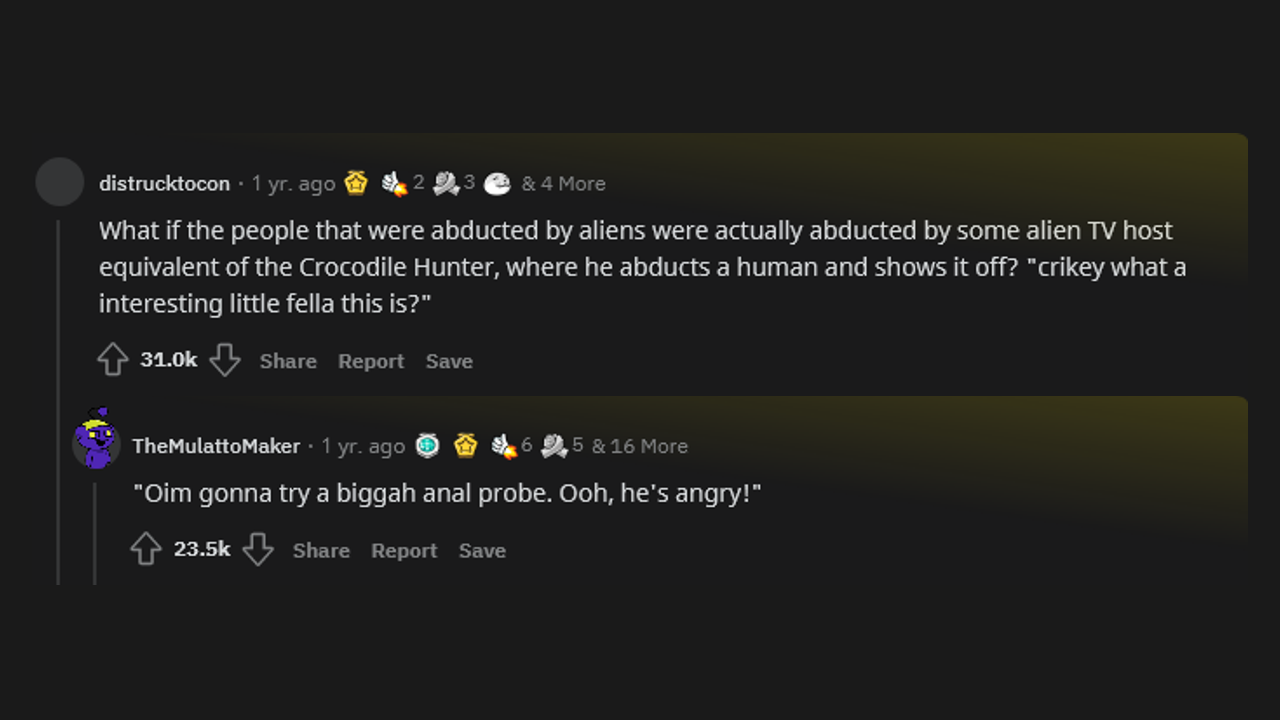 distrucktocon · 1 yr. ago 2 3 & 4 More
What if the people that were abducted by aliens were actually abducted by some alien TV host
equivalent of the Crocodile Hunter, where he abducts a human and shows it off? "crikey what a
interesting little fella this is?"
31.0k Share Report Save
TheMulattoMaker · 1 yr. ago 6 5 & 16 More
"Oim gonna try a biggah anal probe. Ooh, he's angry!"
23.5k Share Report Save